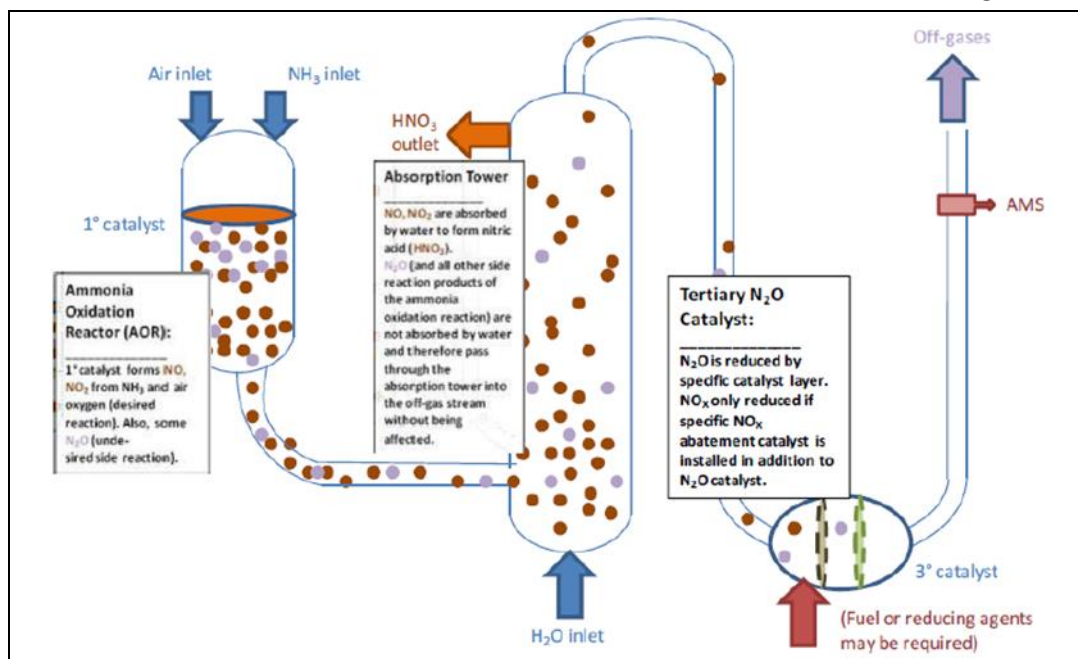 Off-gases
Air inlet
NH₃ inlet
HNO₃
outlet
Absorption Tower
NO, NO₂ are absorbed
by water to form nitric
acid (HNO₃).
N₂O (and all other side
reaction products of
the ammonia
oxidation reaction) are
not absorbed by water
and therefore pass
through the
absorption tower into
the off-gas stream
without being
affected.
1° catalyst
AMS
Ammonia
Oxidation
Reactor (AOR):
1° catalyst forms NO,
NO₂ from NH₃ and air
oxygen (desired
reaction). Also, some
N₂O (unde-
sired side reaction).
Tertiary N₂O
Catalyst:
N₂O is reduced by
specific catalyst layer.
NOₓ only reduced if
specific NOₓ
abatement catalyst is
installed in addition to
N₂O catalyst.
3° catalyst
H₂O inlet
(Fuel or reducing agents
may be required)